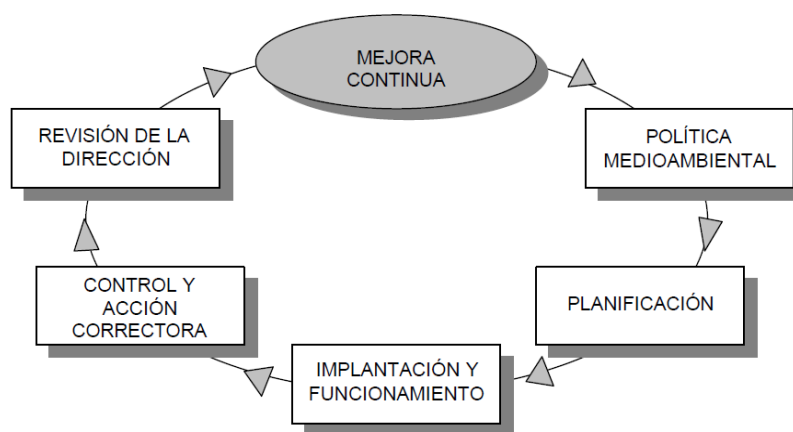 MEJORA
CONTINUA
POLÍTICA
MEDIOAMBIENTAL
PLANIFICACIÓN
IMPLANTACIÓN Y
FUNCIONAMIENTO
CONTROL Y
ACCIÓN
CORRECTORA
REVISIÓN DE LA
DIRECCIÓN